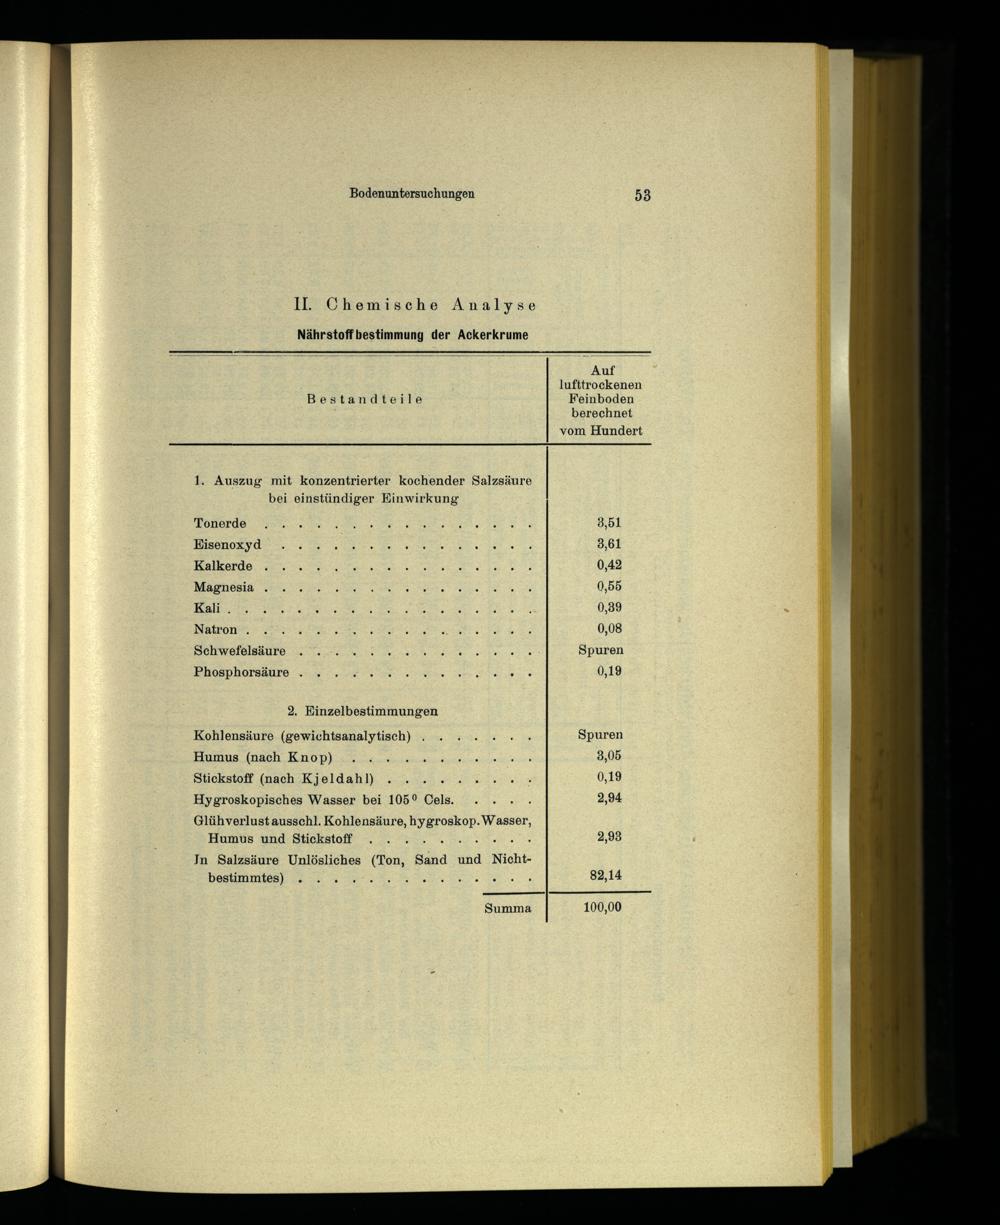 Bodenuntersuchungen 53
II. Chemische Analyse
Nährstoffbestimmung der Ackerkrume
Bestandteile
Auf
lufttrockenen
Feinboden
berechnet
vom Hundert
1. Auszug mit konzentrierter kochender Salzsäure
bei einstündiger Einwirkung
Tonerde . . . . . . . . . . . . . . . . 3,51
Eisenoxyd . . . . . . . . . . . . . . . 3,61
Kalkerde . . . . . . . . . . . . . . . . 0,42
Magnesia . . . . . . . . . . . . . . . . 0,55
Kali . . . . . . . . . . . . . . . . . . 0,39
Natron . . . . . . . . . . . . . . . . . 0,08
Schwefelsäure . . . . . . . . . . . . . . Spuren
Phosphorsäure . . . . . . . . . . . . . . 0,19
2. Einzelbestimmungen
Kohlensäure (gewichtsanalytisch) . . . . . . . Spuren
Humus (nach Knop) . . . . . . . . . . . 3,05
Stickstoff (nach Kjeldahl) . . . . . . . . . 0,19
Hygroskopisches Wasser bei 105⁰ Cels. . . . . 2,94
Glühverlust ausschl. Kohlensäure, hygroskop. Wasser,
Humus und Stickstoff . . . . . . . . . . 2,93
In Salzsäure Unlösliches (Ton, Sand und Nicht-
bestimmtes) . . . . . . . . . . . . . . 82,14
Summa 100,00